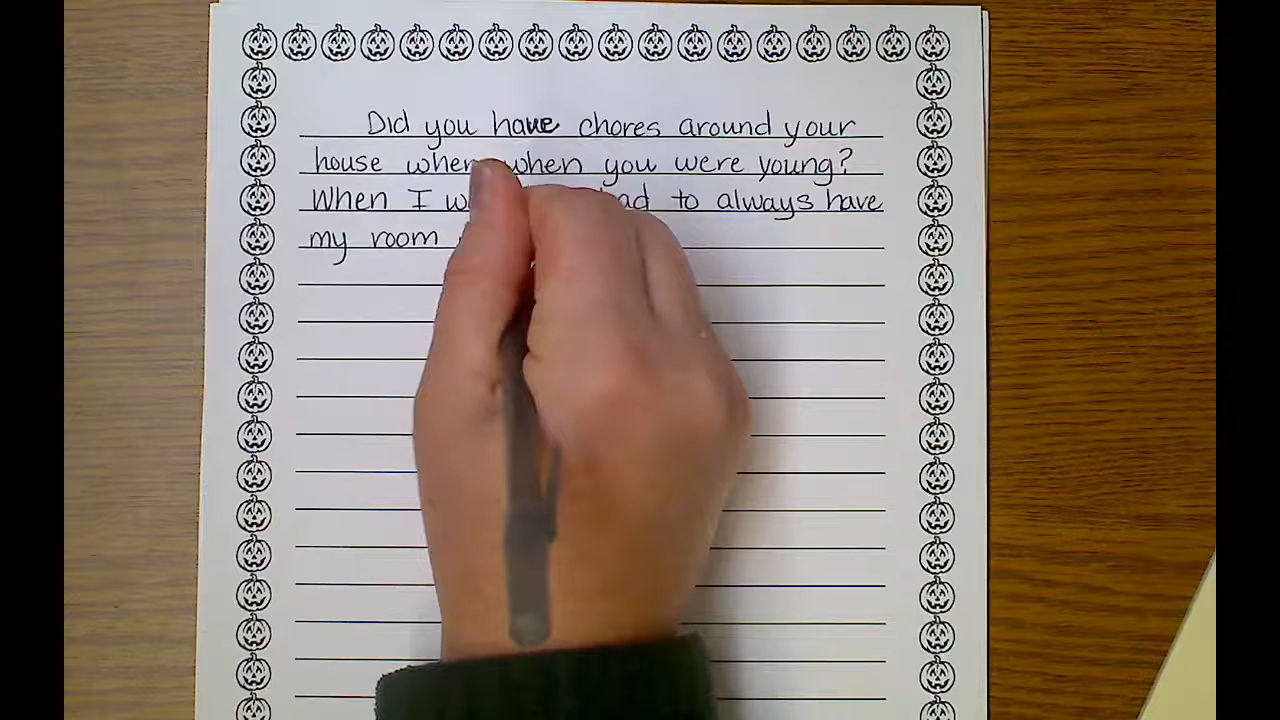 Did you have chores around your
house when when you were young?
When I had to always have
my room